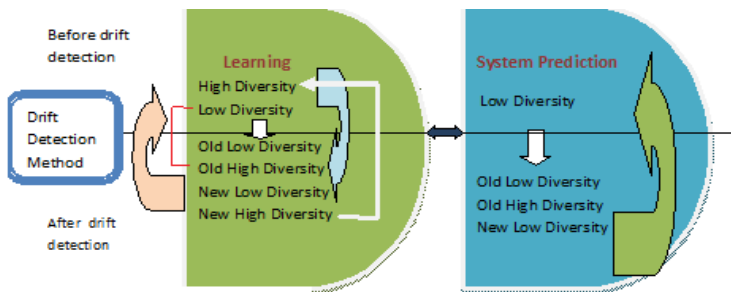 Before drift
detection
Drift
Detection
Method
After drift
detection
Learning
High Diversity
Low Diversity
Old Low Diversity
Old High Diversity
New Low Diversity
New High Diversity
System Prediction
Low Diversity
Old Low Diversity
Old High Diversity
New Low Diversity